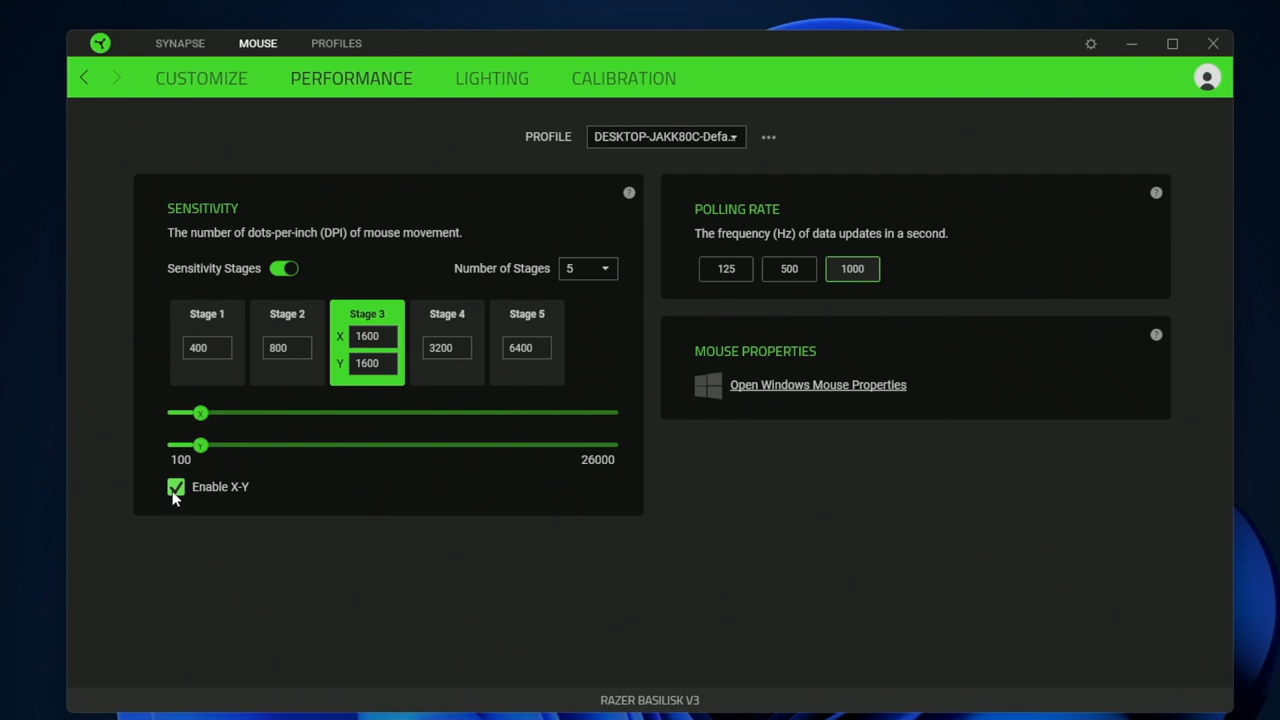 SYNAPSE MOUSE PROFILES
CUSTOMIZE PERFORMANCE LIGHTING CALIBRATION
PROFILE DESKTOP-JAKK80C-Defa...
SENSITIVITY
The number of dots-per-inch (DPI) of mouse movement.
Sensitivity Stages Number of Stages 5
Stage 1 Stage 2 Stage 3 Stage 4 Stage 5
X 1600
400 800 3200 6400
Y 1600
X
Y
100 26000
Enable X-Y
POLLING RATE
The frequency (Hz) of data updates in a second.
125 500 1000
MOUSE PROPERTIES
Open Windows Mouse Properties
RAZER BASILISK V3